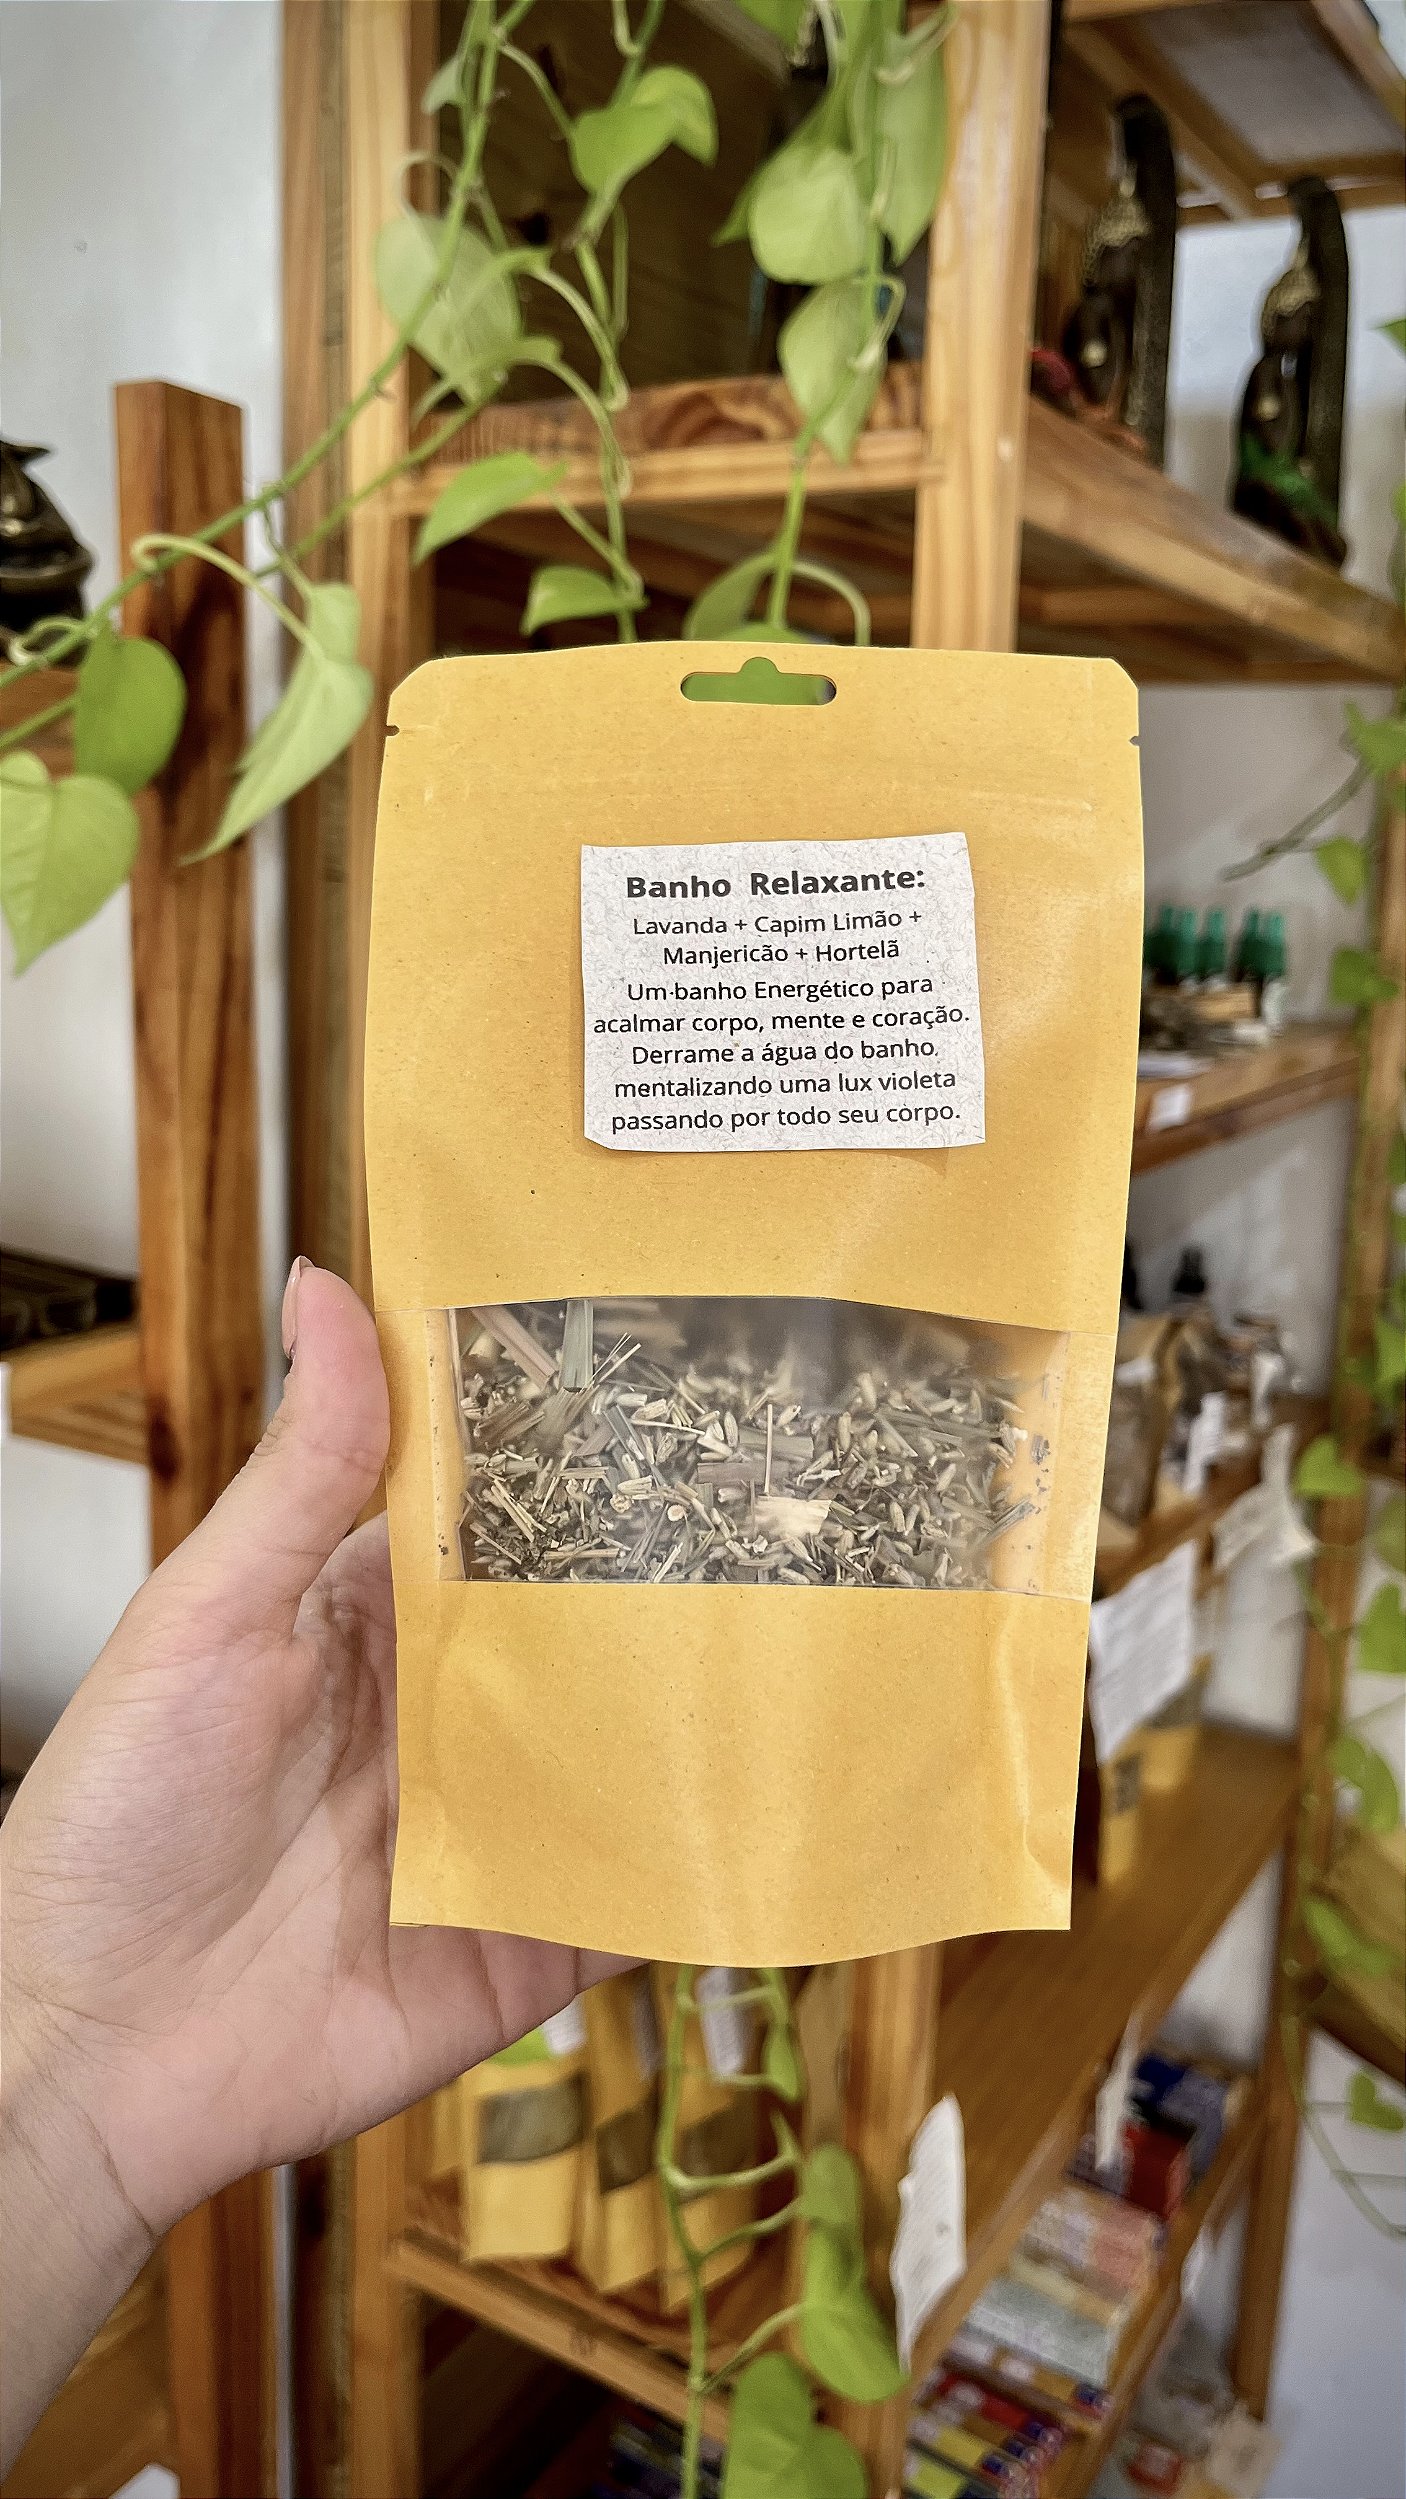 Banho Relaxante:
Lavanda + Capim Limão +
Manjericão + Hortelã
Um banho Energético para
acalmar corpo, mente e coração.
Derrame a água do banho,
mentalizando uma lux violeta
passando por todo seu corpo.